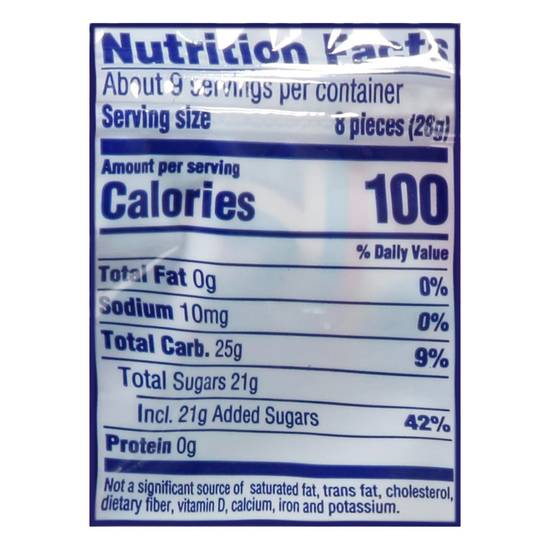 Nutrition Facts
About 9 servings per container
Serving size 8 pieces (28g)
Amount per serving
Calories 100
% Daily Value
Total Fat 0g 0%
Sodium 10mg 0%
Total Carb. 25g 9%
Total Sugars 21g
Incl. 21g Added Sugars 42%
Protein 0g
Not a significant source of saturated fat, trans fat, cholesterol,
dietary fiber, vitamin D, calcium, iron and potassium.